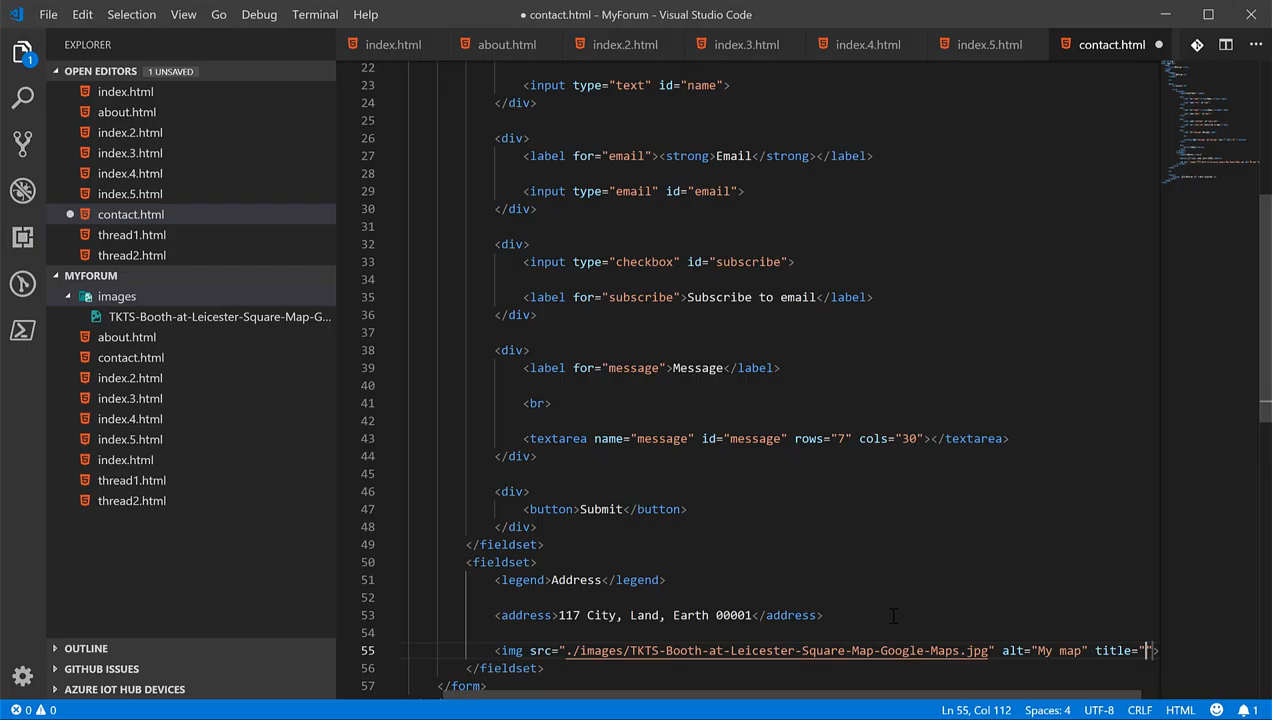 File Edit Selection View Go Debug Terminal Help
● contact.html - MyForum - Visual Studio Code
EXPLORER
index.html about.html index.2.html index.3.html index.4.html index.5.html contact.html
1
OPEN EDITORS 1 UNSAVED
index.html
about.html
index.2.html
index.3.html
index.4.html
index.5.html
contact.html
thread1.html
thread2.html
MYFORUM
images
TKTS-Booth-at-Leicester-Square-Map-G...
about.html
contact.html
index.2.html
index.3.html
index.4.html
index.5.html
index.html
thread1.html
thread2.html
OUTLINE
GITHUB ISSUES
AZURE IOT HUB DEVICES
22
23 <input type="text" id="name">
24 </div>
25
26 <div>
27 <label for="email"><strong>Email</strong></label>
28
29 <input type="email" id="email">
30 </div>
31
32 <div>
33 <input type="checkbox" id="subscribe">
34
35 <label for="subscribe">Subscribe to email</label>
36 </div>
37
38 <div>
39 <label for="message">Message</label>
40
41 <br>
42
43 <textarea name="message" id="message" rows="7" cols="30"></textarea>
44 </div>
45
46 <div>
47 <button>Submit</button>
48 </div>
49 </fieldset>
50 <fieldset>
51 <legend>Address</legend>
52
53 <address>117 City, Land, Earth 00001</address>
54
55 <img src="./images/TKTS-Booth-at-Leicester-Square-Map-Google-Maps.jpg" alt="My map" title="">
56 </fieldset>
57 </form>
0 0 Ln 55, Col 112 Spaces: 4 UTF-8 CRLF HTML 1